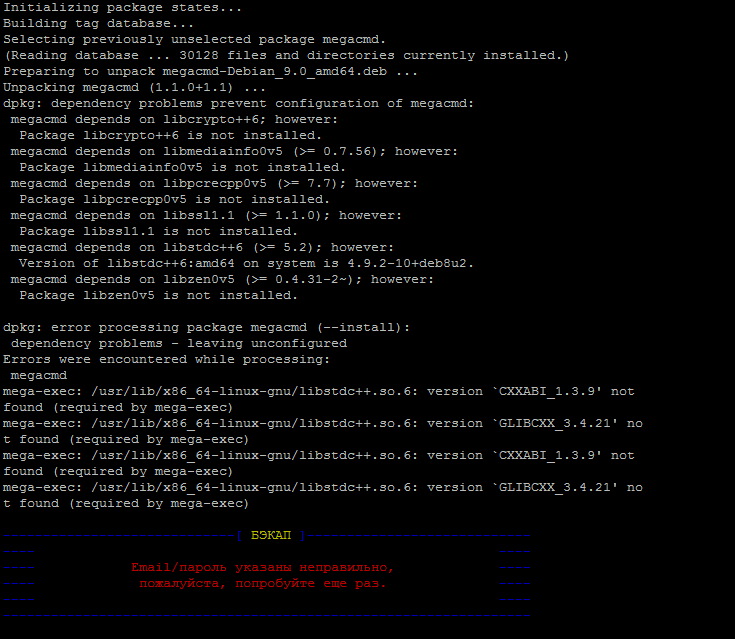 Initializing package states...
Building tag database...
Selecting previously unselected package megacmd.
(Reading database ... 30128 files and directories currently installed.)
Preparing to unpack megacmd-Debian_9.0_amd64.deb ...
Unpacking megacmd (1.1.0+1.1) ...
dpkg: dependency problems prevent configuration of megacmd:
 megacmd depends on libcrypto++6; however:
  Package libcrypto++6 is not installed.
 megacmd depends on libmediainfo0v5 (>= 0.7.56); however:
  Package libmediainfo0v5 is not installed.
 megacmd depends on libpcrecpp0v5 (>= 7.7); however:
  Package libpcrecpp0v5 is not installed.
 megacmd depends on libssl1.1 (>= 1.1.0); however:
  Package libssl1.1 is not installed.
 megacmd depends on libstdc++6 (>= 5.2); however:
  Version of libstdc++6:amd64 on system is 4.9.2-10+deb8u2.
 megacmd depends on libzen0v5 (>= 0.4.31-2~); however:
  Package libzen0v5 is not installed.

dpkg: error processing package megacmd (--install):
 dependency problems - leaving unconfigured
Errors were encountered while processing:
 megacmd
mega-exec: /usr/lib/x86_64-linux-gnu/libstdc++.so.6: version `CXXABI_1.3.9' not
found (required by mega-exec)
mega-exec: /usr/lib/x86_64-linux-gnu/libstdc++.so.6: version `GLIBCXX_3.4.21' no
t found (required by mega-exec)
mega-exec: /usr/lib/x86_64-linux-gnu/libstdc++.so.6: version `CXXABI_1.3.9' not
found (required by mega-exec)
mega-exec: /usr/lib/x86_64-linux-gnu/libstdc++.so.6: version `GLIBCXX_3.4.21' no
t found (required by mega-exec)

-----------------------------[ БЭКАП ]----------------------------
----                                                          ----
----            Email/пароль указаны неправильно,             ----
----             пожалуйста, попробуйте еще раз.              ----
----                                                          ----
------------------------------------------------------------------